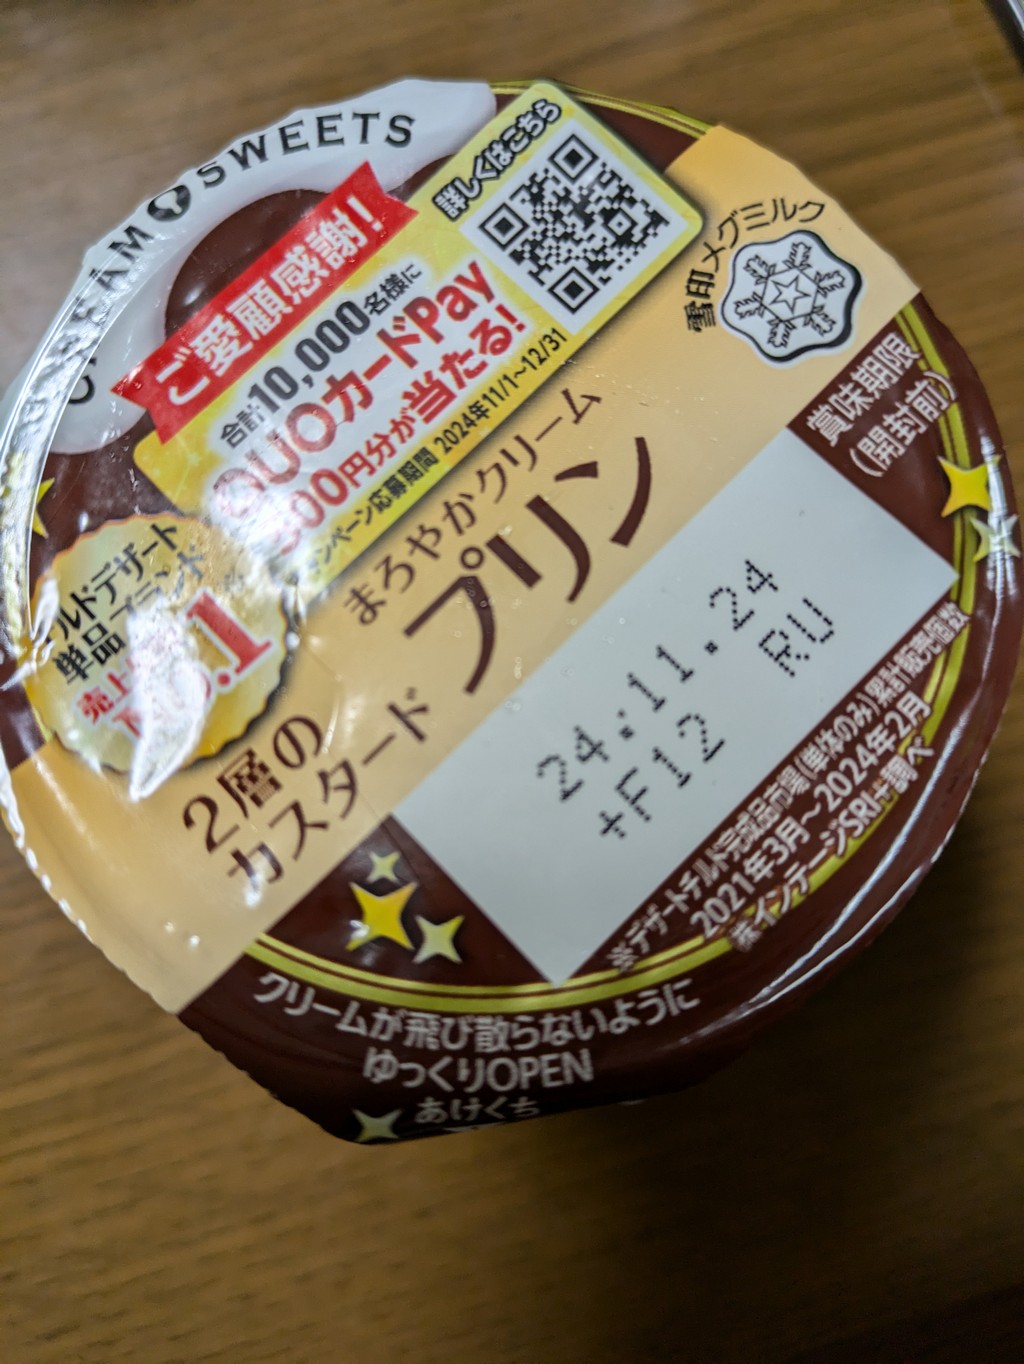 CREAM SWEETS
ご愛顧感謝!
合計10,000名様に
QUOカードPay
500円分が当たる!
キャンペーン応募期間 2024年11/1~12/31
詳しくはこちら
雪印メグミルク
チルドデザート
単品ブランド
売上
No.1
まろやかクリーム
プリン
2層の
カスタード
賞味期限
(開封前)
24.11.24
+F12 RU
※デザートチルド完成品市場(単体のみ)累計販売個数
2021年3月~2024年2月
㈱インテージSRI+調べ
クリームが飛び散らないように
ゆっくりOPEN
あけくち